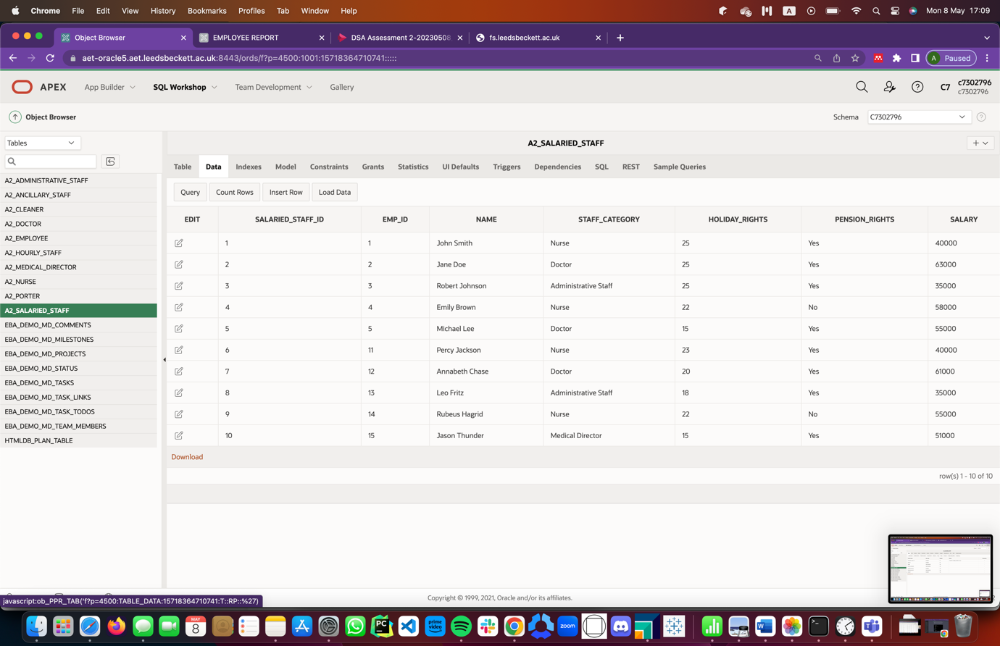 Chrome File Edit View History Bookmarks Profiles Tab Window Help A Mon 8 May 17:09
Object Browser EMPLOYEE REPORT DSA Assessment 2-20230508 fs.leedsbeckett.ac.uk
aet-oracle5.aet.leedsbeckett.ac.uk:8443/ords/f?p=4500:1001:15718364710741::::: A Paused
APEX App Builder SQL Workshop Team Development Gallery C7 c7302796
c7302796
Object Browser Schema C7302796
Tables
A2_SALARIED_STAFF
Table Data Indexes Model Constraints Grants Statistics UI Defaults Triggers Dependencies SQL REST Sample Queries
Query Count Rows Insert Row Load Data
A2_ADMINISTRATIVE_STAFF
A2_ANCILLARY_STAFF
A2_CLEANER
A2_DOCTOR
A2_EMPLOYEE
A2_HOURLY_STAFF
A2_MEDICAL_DIRECTOR
A2_NURSE
A2_PORTER
A2_SALARIED_STAFF
EBA_DEMO_MD_COMMENTS
EBA_DEMO_MD_MILESTONES
EBA_DEMO_MD_PROJECTS
EBA_DEMO_MD_STATUS
EBA_DEMO_MD_TASKS
EBA_DEMO_MD_TASK_LINKS
EBA_DEMO_MD_TASK_TODOS
EBA_DEMO_MD_TEAM_MEMBERS
HTMLDB_PLAN_TABLE
EDIT SALARIED_STAFF_ID EMP_ID NAME STAFF_CATEGORY HOLIDAY_RIGHTS PENSION_RIGHTS SALARY
1 1 John Smith Nurse 25 Yes 40000
2 2 Jane Doe Doctor 25 Yes 63000
3 3 Robert Johnson Administrative Staff 25 Yes 35000
4 4 Emily Brown Nurse 22 No 58000
5 5 Michael Lee Doctor 15 Yes 55000
6 11 Percy Jackson Nurse 23 Yes 40000
7 12 Annabeth Chase Doctor 20 Yes 61000
8 13 Leo Fritz Administrative Staff 18 Yes 35000
9 14 Rubeus Hagrid Nurse 22 No 55000
10 15 Jason Thunder Medical Director 15 Yes 51000
Download
row(s) 1 - 10 of 10
Copyright © 1999, 2021, Oracle and/or its affiliates.
javascript:ob_PPR_TAB('f?p=4500:TABLE_DATA:15718364710741:T::RP::%27)
MAY
8
PC
prime
video
zoom
W